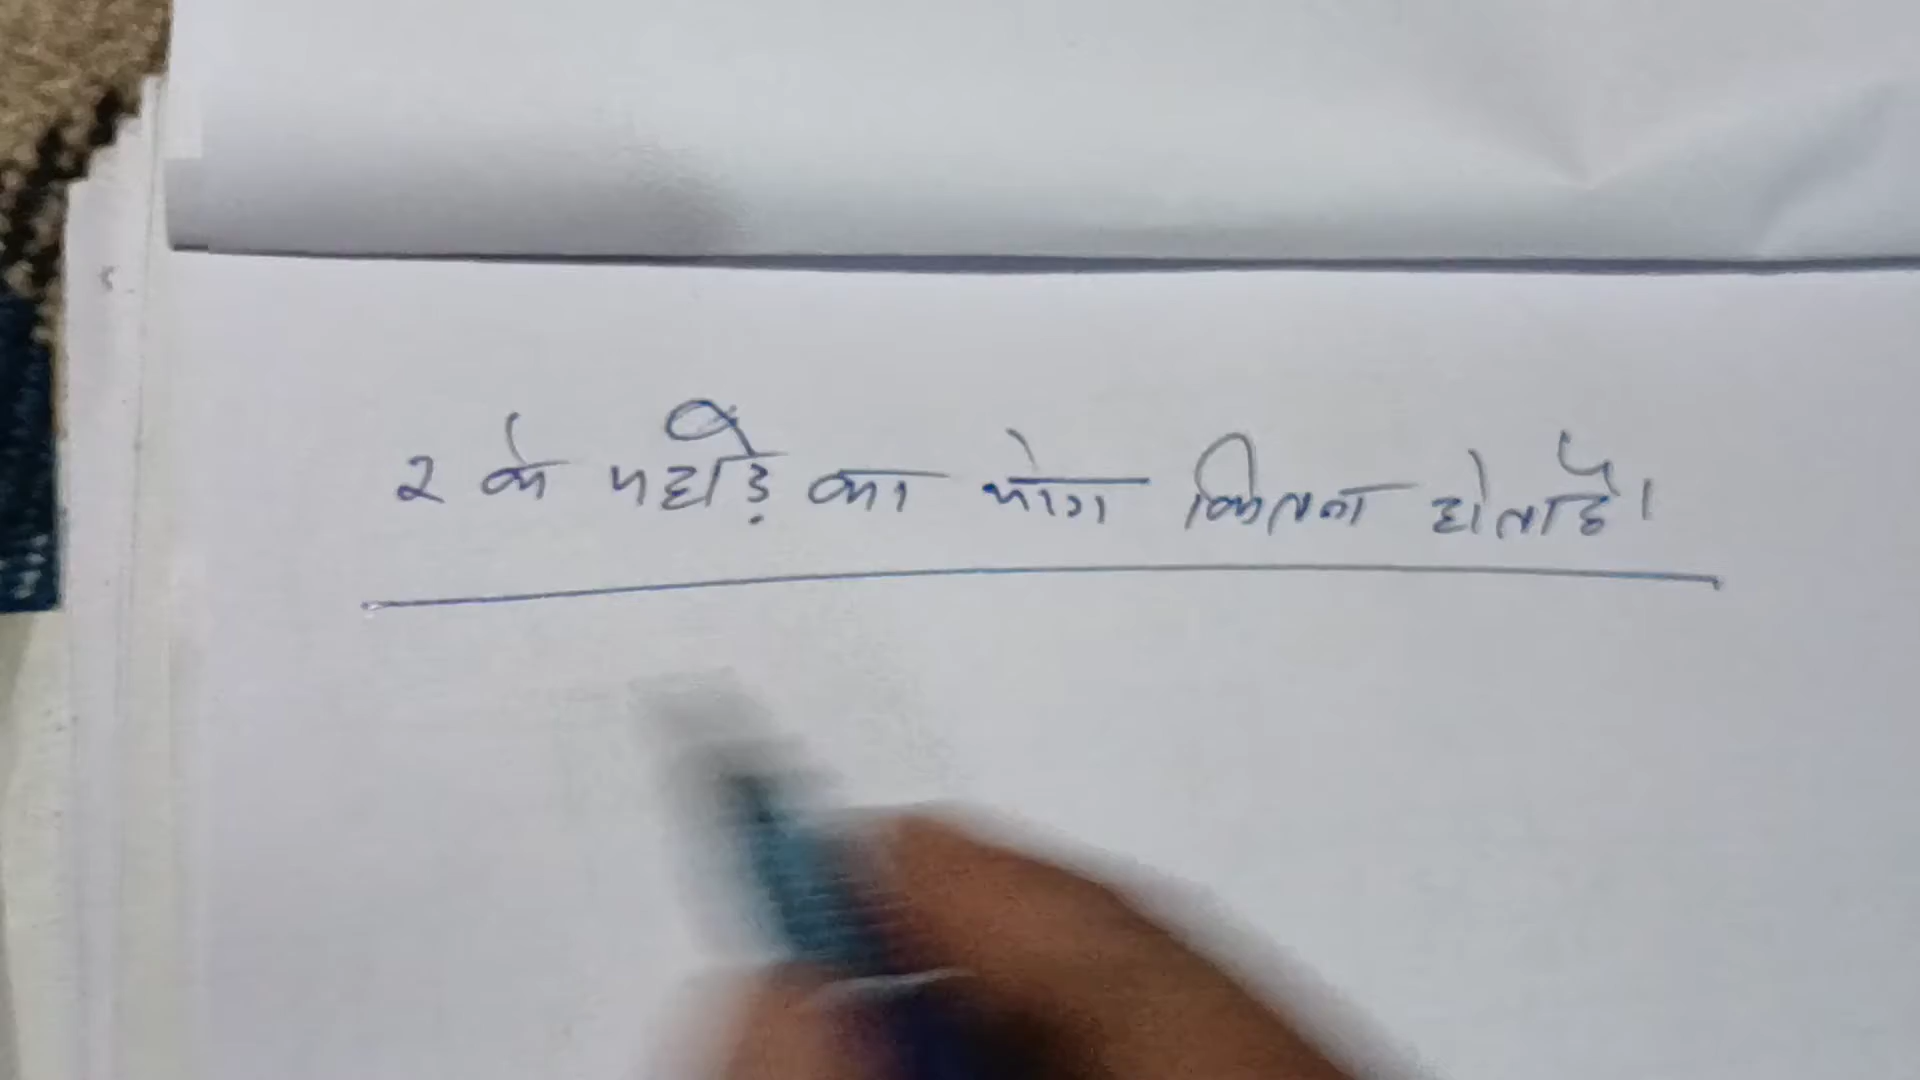 2 के पहाड़े का योग कितना होता है।